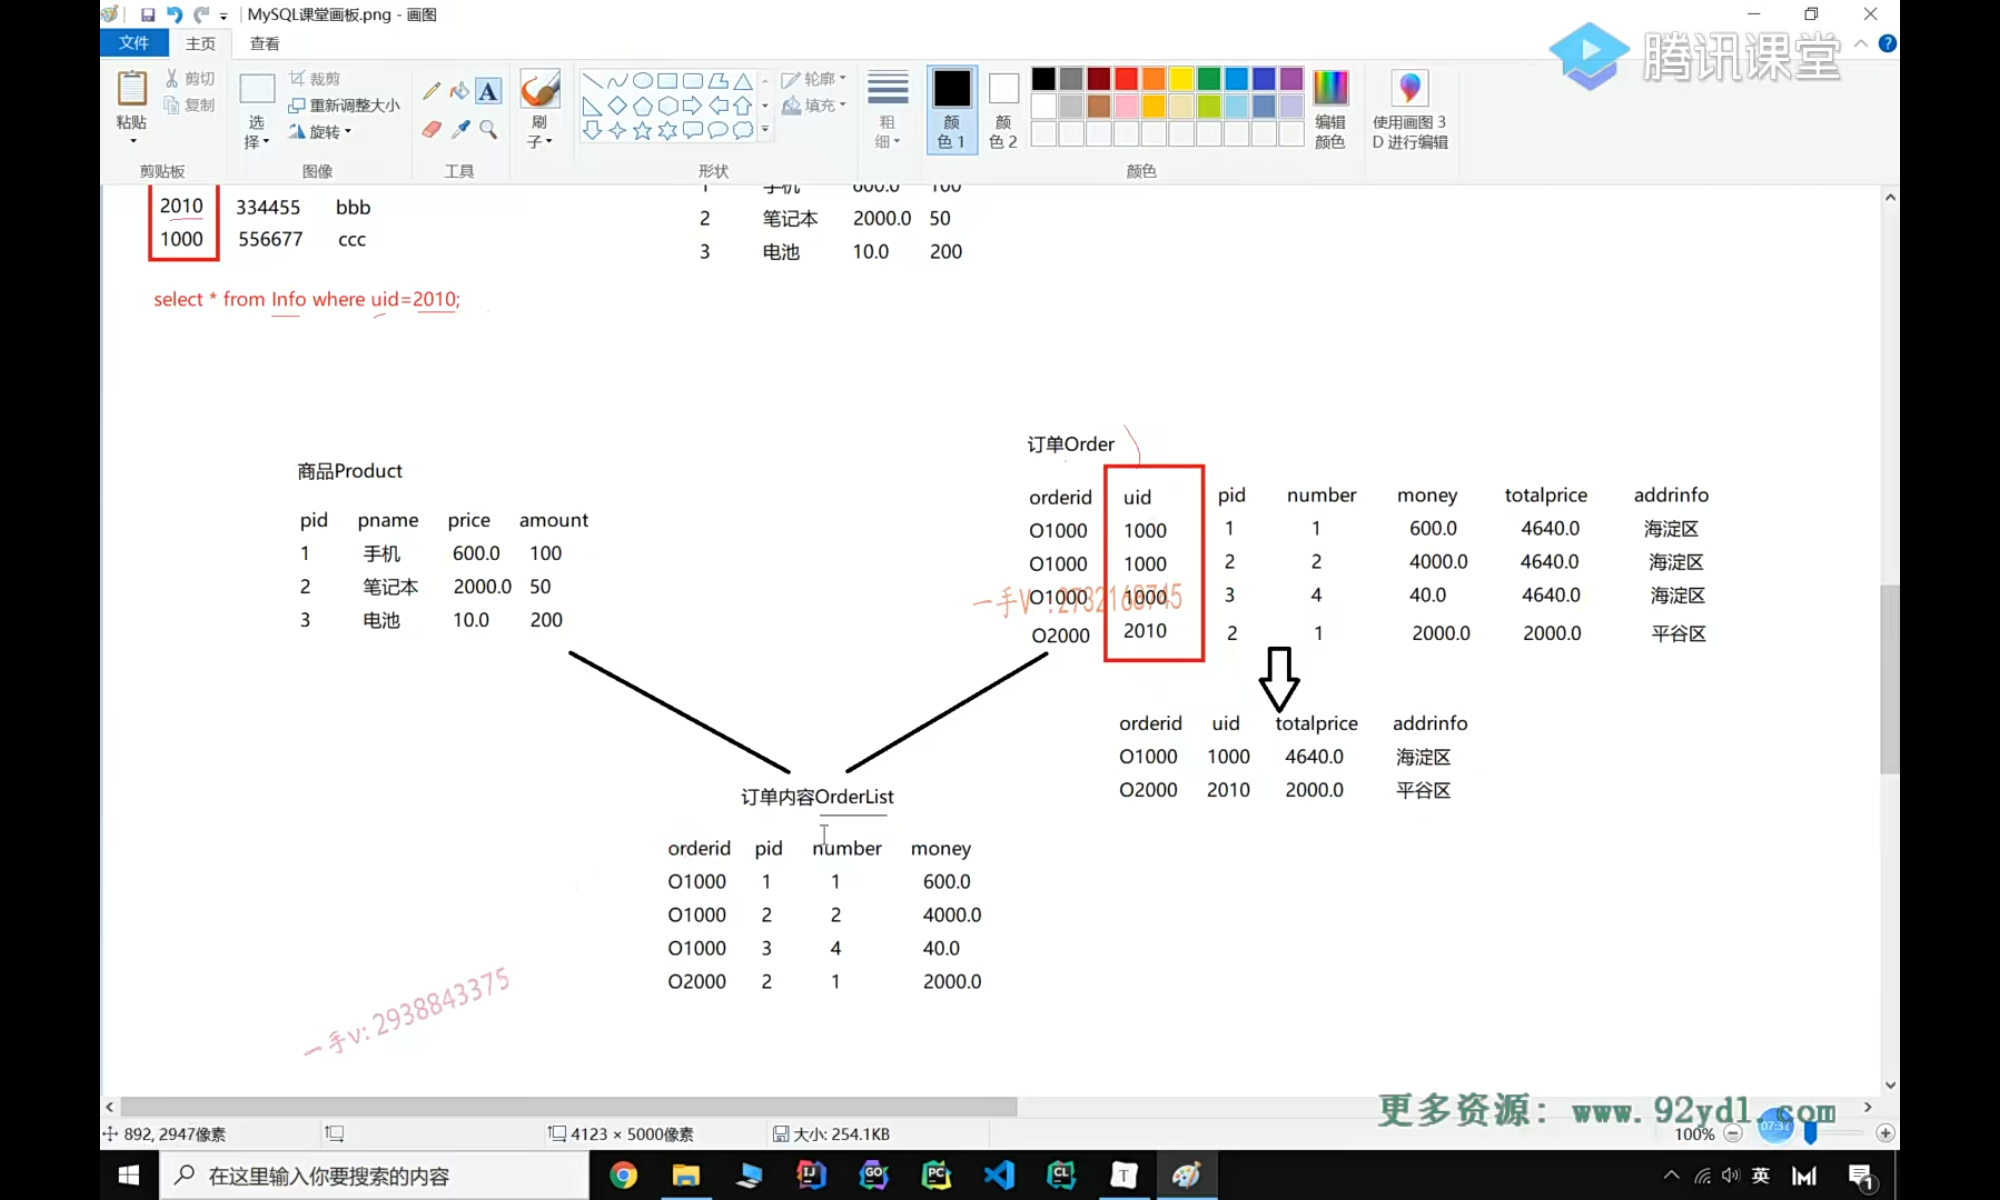 MySQL课堂画板.png - 画图
文件 主页 查看
腾讯课堂
粘贴 剪切 复制 剪贴板
选择 裁剪 重新调整大小 旋转 图像
A 工具
刷子
轮廓 填充 形状
粗细
颜色 1 颜色 2 颜色
编辑颜色
使用画图 3D 进行编辑
2010 334455 bbb
1000 556677 ccc
select * from Info where uid=2010;
1 手机 600.0 100
2 笔记本 2000.0 50
3 电池 10.0 200
商品Product
pid pname price amount
1 手机 600.0 100
2 笔记本 2000.0 50
3 电池 10.0 200
订单Order
orderid uid pid number money totalprice addrinfo
O1000 1000 1 1 600.0 4640.0 海淀区
O1000 1000 2 2 4000.0 4640.0 海淀区
O1000 1000 3 4 40.0 4640.0 海淀区
O2000 2010 2 1 2000.0 2000.0 平谷区
一手V:2732160745
orderid uid totalprice addrinfo
O1000 1000 4640.0 海淀区
O2000 2010 2000.0 平谷区
订单内容OrderList
orderid pid number money
O1000 1 1 600.0
O1000 2 2 4000.0
O1000 3 4 40.0
O2000 2 1 2000.0
一手v:2938843375
更多资源：www.92ydl.com
892, 2947像素 4123 × 5000像素 大小: 254.1KB 100%
在这里输入你要搜索的内容
英